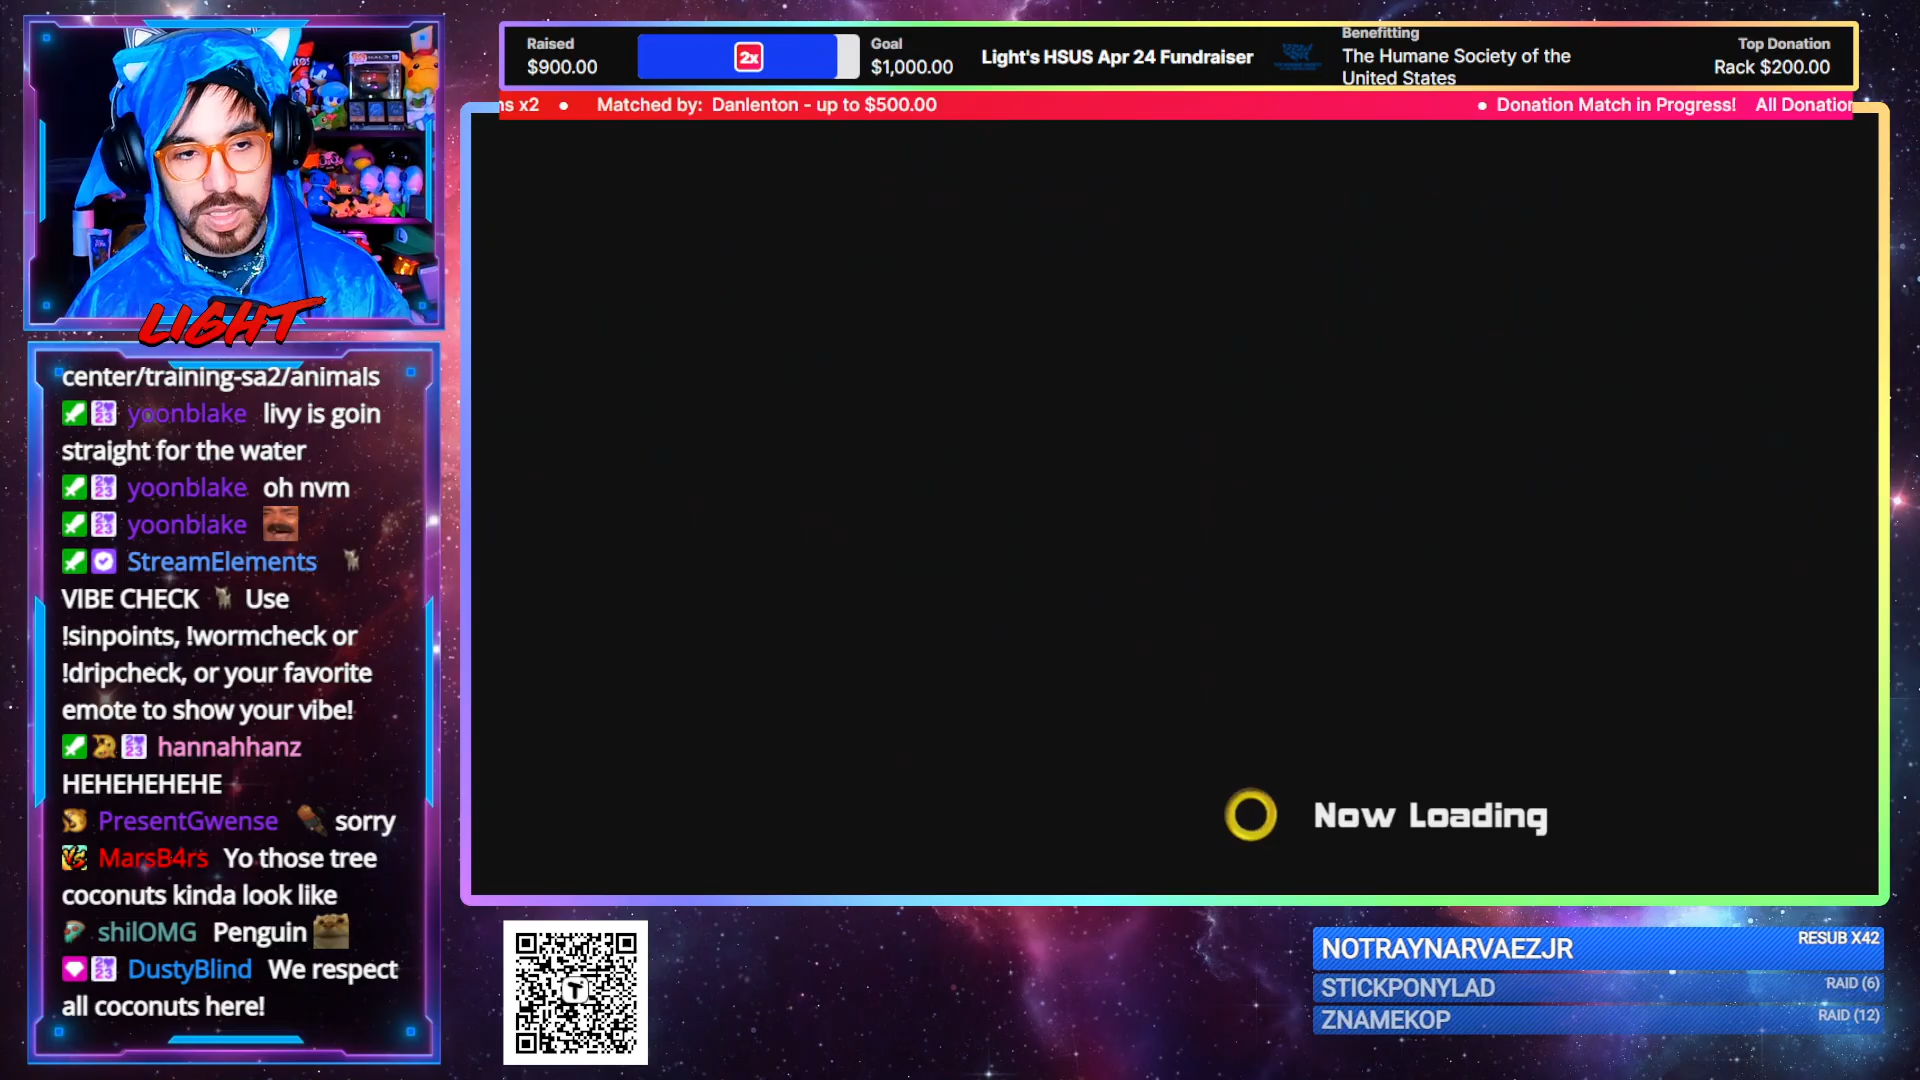 Raised
$900.00
2x
Goal
$1,000.00
Light's HSUS Apr 24 Fundraiser
Benefitting
The Humane Society of the
United States
Top Donation
Rack $200.00
ns x2 • Matched by: Danlenton - up to $500.00 • Donation Match in Progress! All Donation
LIGHT
center/training-sa2/animals
yoonblake livy is goin
straight for the water
yoonblake oh nvm
yoonblake
StreamElements
VIBE CHECK Use
!sinpoints, !wormcheck or
!dripcheck, or your favorite
emote to show your vibe!
hannahhanz
HEHEHEHEHE
PresentGwense sorry
MarsB4rs Yo those tree
coconuts kinda look like
shilOMG Penguin
DustyBlind We respect
all coconuts here!
Now Loading
NOTRAYNARVAEZJR RESUB X42
STICKPONYLAD RAID (6)
ZNAMEKOP RAID (12)